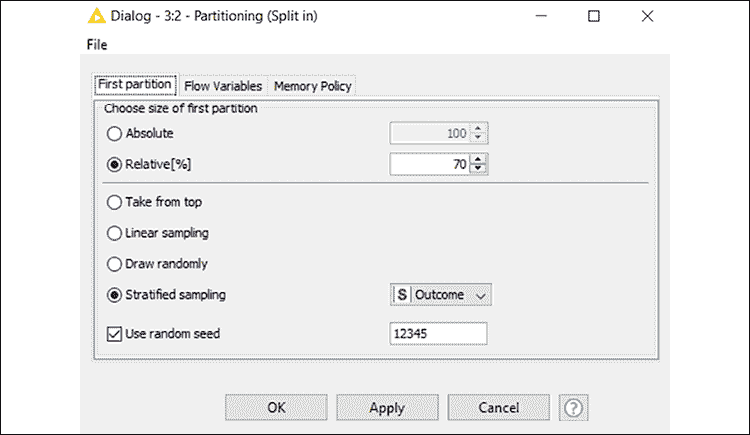 Dialog - 3:2 - Partitioning (Split in)
File
First partition Flow Variables Memory Policy
Choose size of first partition
Absolute 100
Relative[%] 70
Take from top
Linear sampling
Draw randomly
Stratified sampling S Outcome
Use random seed 12345
OK Apply Cancel ?